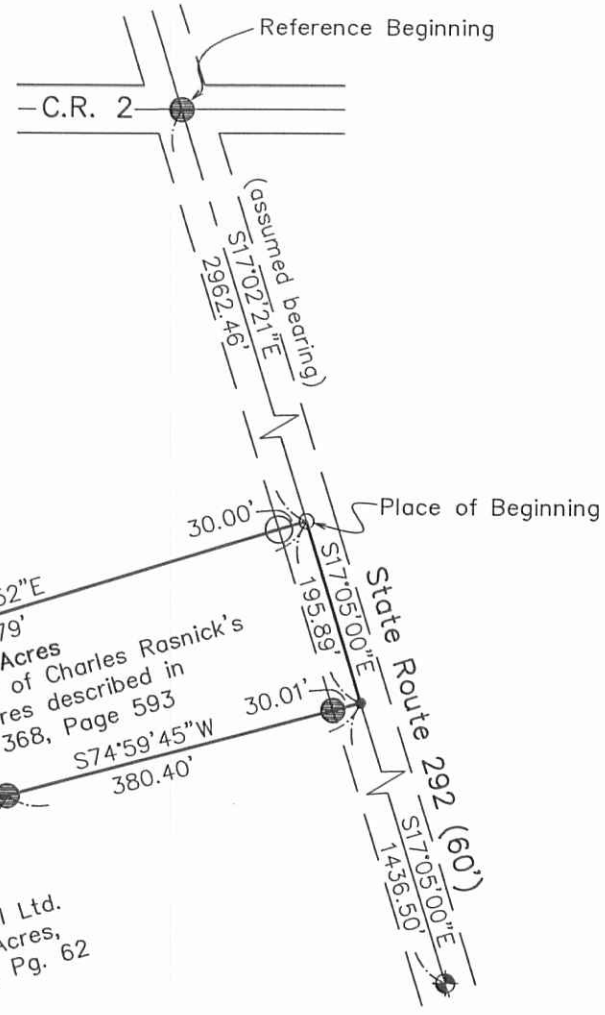 Reference Beginning
C.R. 2
(assumed bearing)
S17°02'21"E
2962.46'
Place of Beginning
30.00'
S17°05'00"E
195.89'
State Route 292 (60')
52"E
79'
Acres
of Charles Rasnick's
res described in
368, Page 593
30.01'
S74°59'45"W
380.40'
S17°05'00"E
1436.50'
l Ltd.
Acres,
Pg. 62